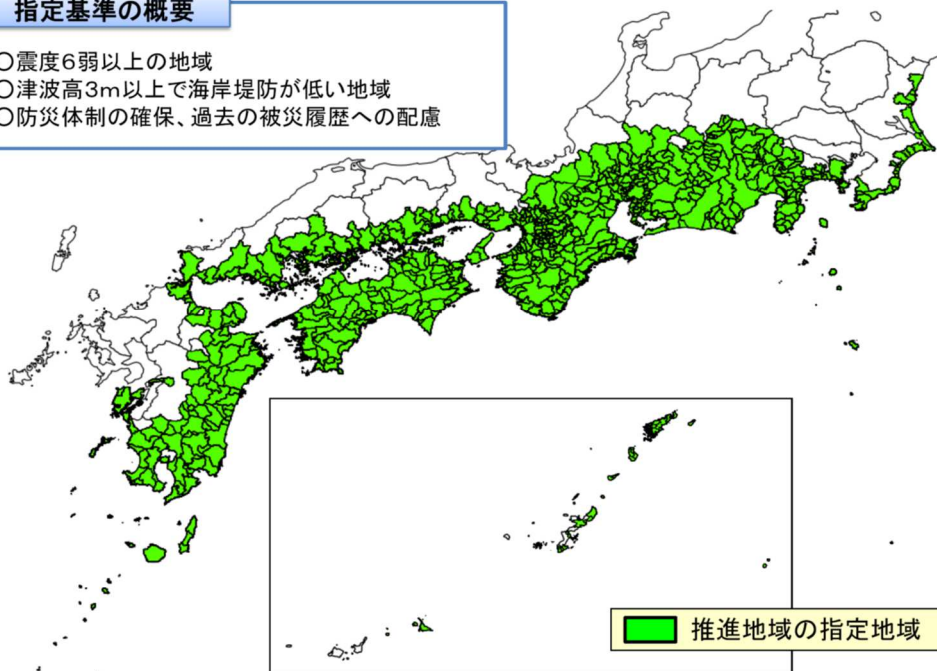 指定基準の概要
○震度6弱以上の地域
○津波高3m以上で海岸堤防が低い地域
○防災体制の確保、過去の被災履歴への配慮
推進地域の指定地域